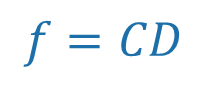 f = CD